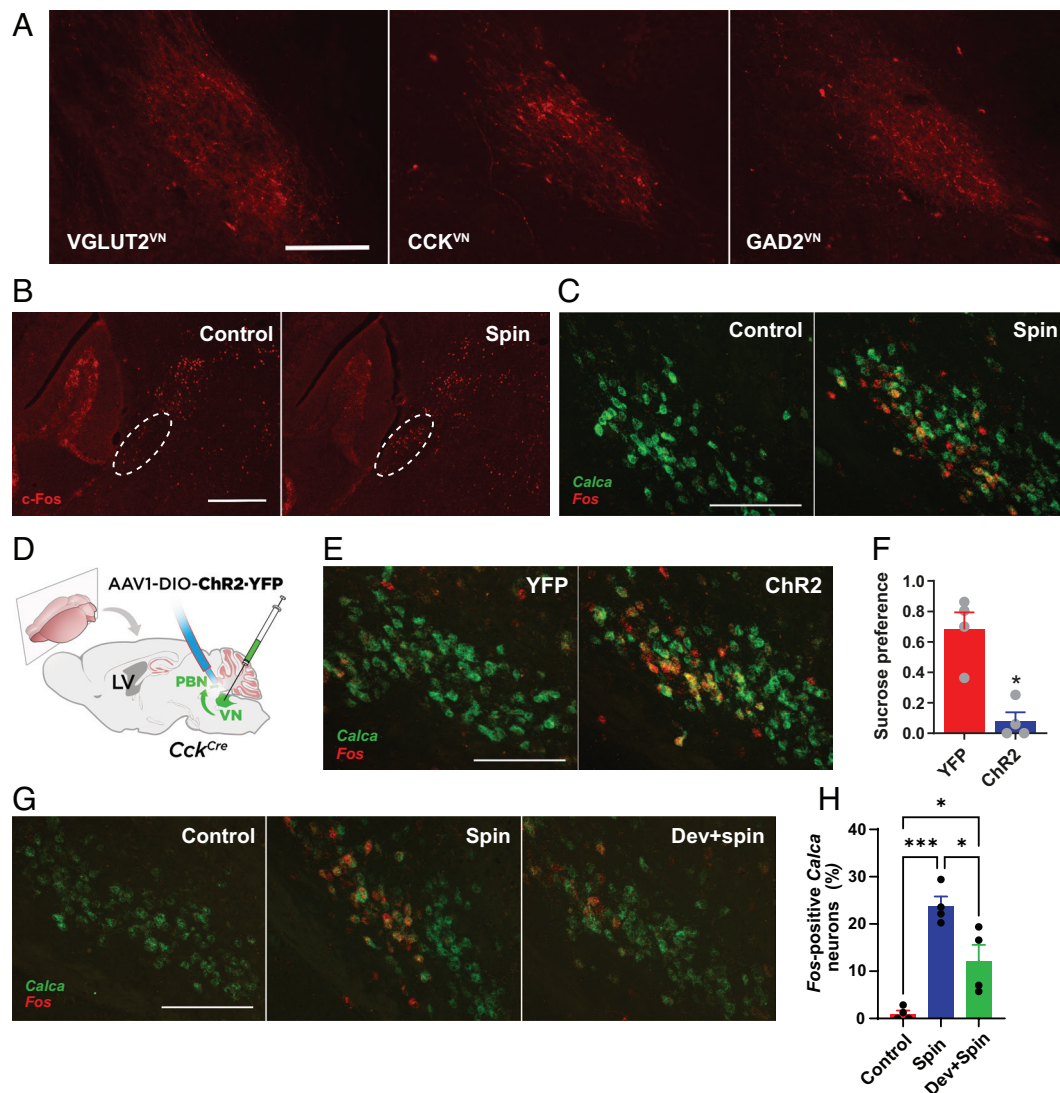 A
VGLUT2VN
CCKVN
GAD2VN
B
Control
Spin
c-Fos
C
Control
Spin
Calca
Fos
D
AAV1-DIO-ChR2·YFP
LV
PBN
VN
CckCre
E
YFP
ChR2
Calca
Fos
F
Sucrose preference
1.0
0.8
0.6
0.4
0.2
0.0
*
YFP
ChR2
G
Control
Spin
Dev+spin
Calca
Fos
H
Fos-positive Calca
neurons (%)
40
30
20
10
0
*
***
*
Control
Spin
Dev+Spin